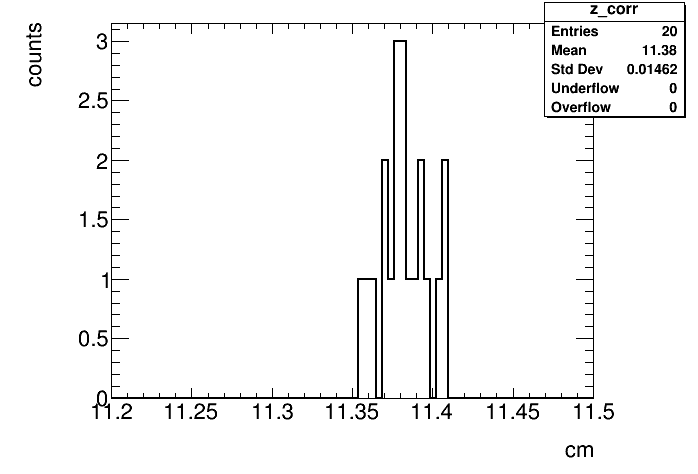 z_corr
Entries 20
Mean 11.38
Std Dev 0.01462
Underflow 0
Overflow 0
counts
3
2.5
2
1.5
1
0.5
0
11.2 11.25 11.3 11.35 11.4 11.45 11.5
cm